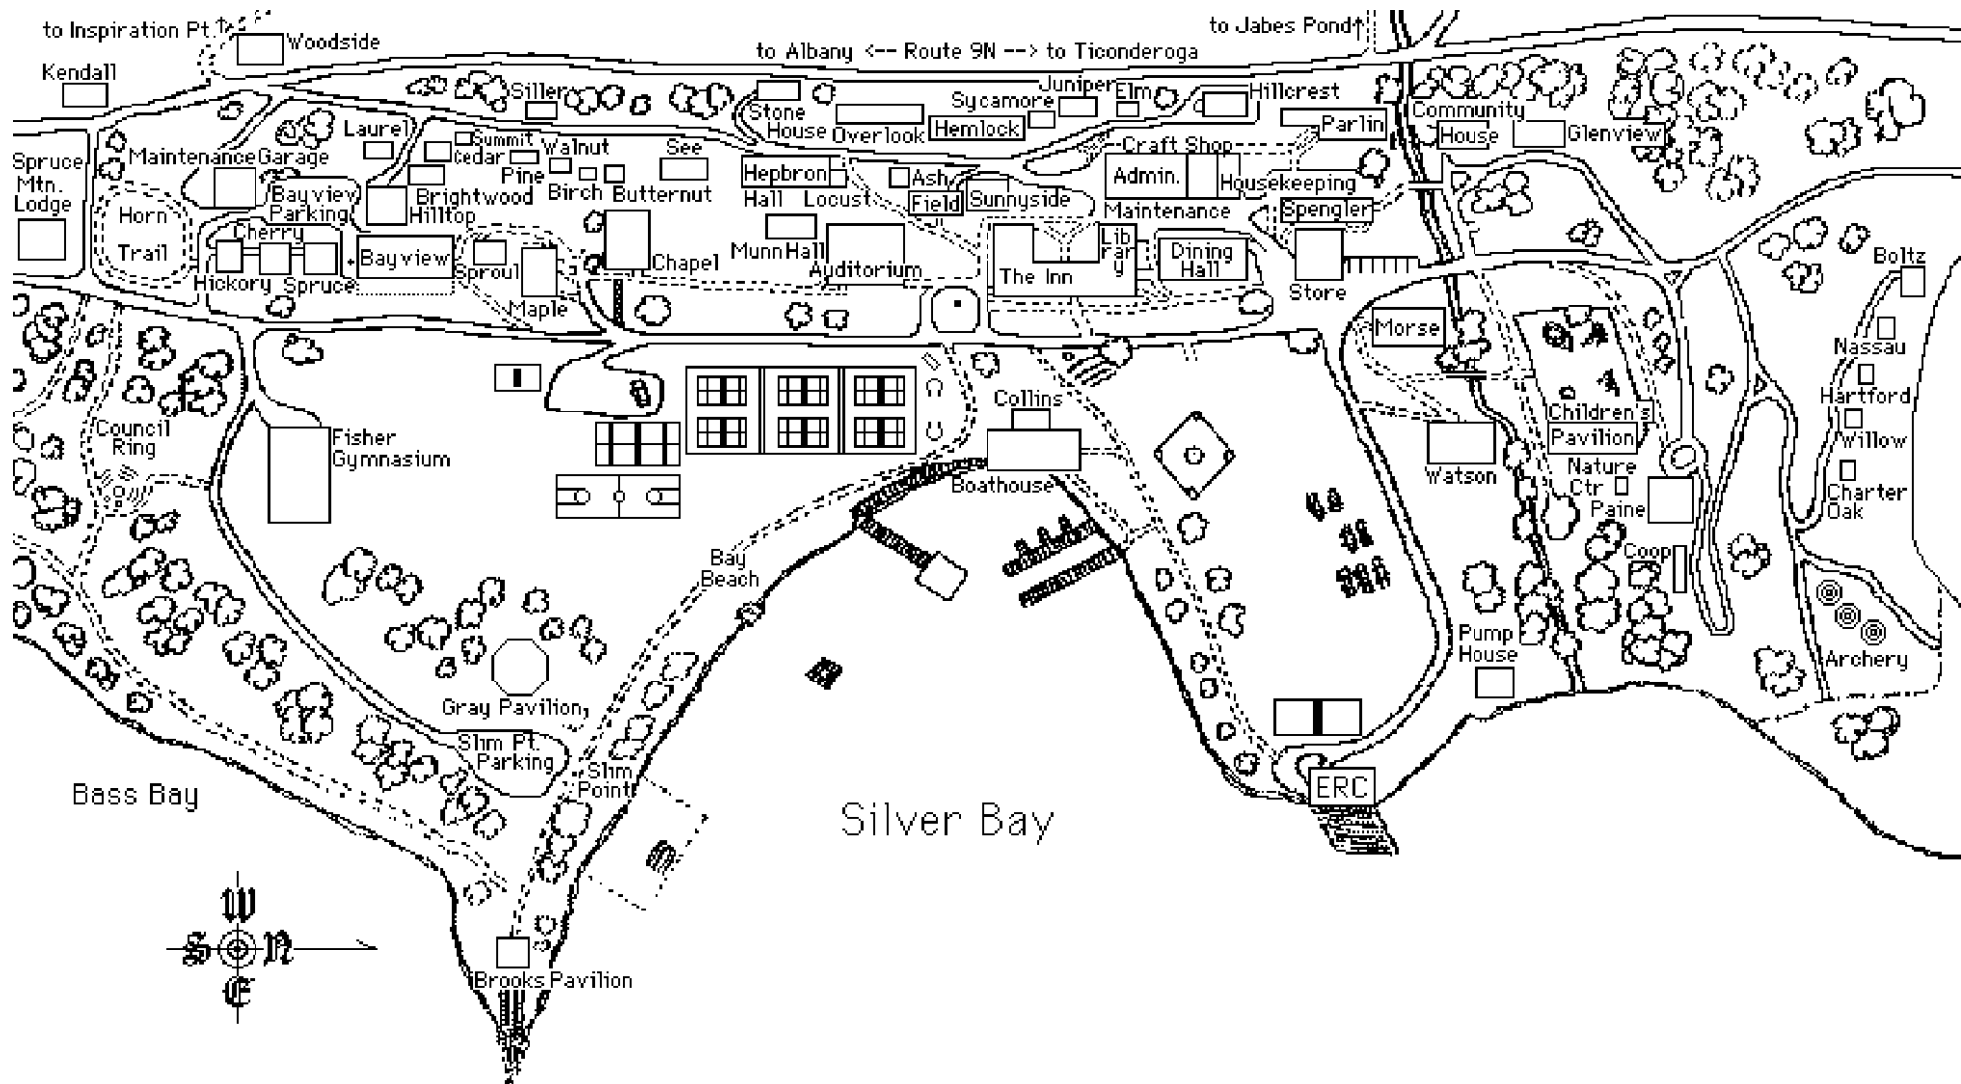 to Inspiration Pt.↑
Woodside
to Jabes Pond↑
to Albany <-- Route 9N --> to Ticonderoga
Kendall
Siller
Stone
House
Overlook
Sycamore
Hemlock
Juniper
Elm
Hillcrest
Parlin
Community
House
Glenview
Spruce
Mtn.
Lodge
Maintenance Garage
Laurel
Summit
Cedar
Pine
Walnut
Birch
Butternut
See
Hepbron
Hall
Locust
Ash
Field
Sunnyside
Craft Shop
Admin.
Housekeeping
Maintenance
Spengler
Horn
Trail
Bayview
Parking
Brightwood
Hilltop
Cherry
Hickory
Spruce
Bayview
Sproul
Maple
Chapel
Munn Hall
Auditorium
The Inn
Lib
rar
y
Dining
Hall
Store
Boltz
Nassau
Hartford
Willow
Charter
Oak
Morse
Council
Ring
Fisher
Gymnasium
Collins
Boathouse
Children's
Pavilion
Watson
Nature
Ctr
Paine
Coop
Bay
Beach
Pump
House
Archery
Gray Pavilion
Slim Pt.
Parking
Slim
Point
Bass Bay
Silver Bay
ERC
W
S N
E
Brooks Pavilion